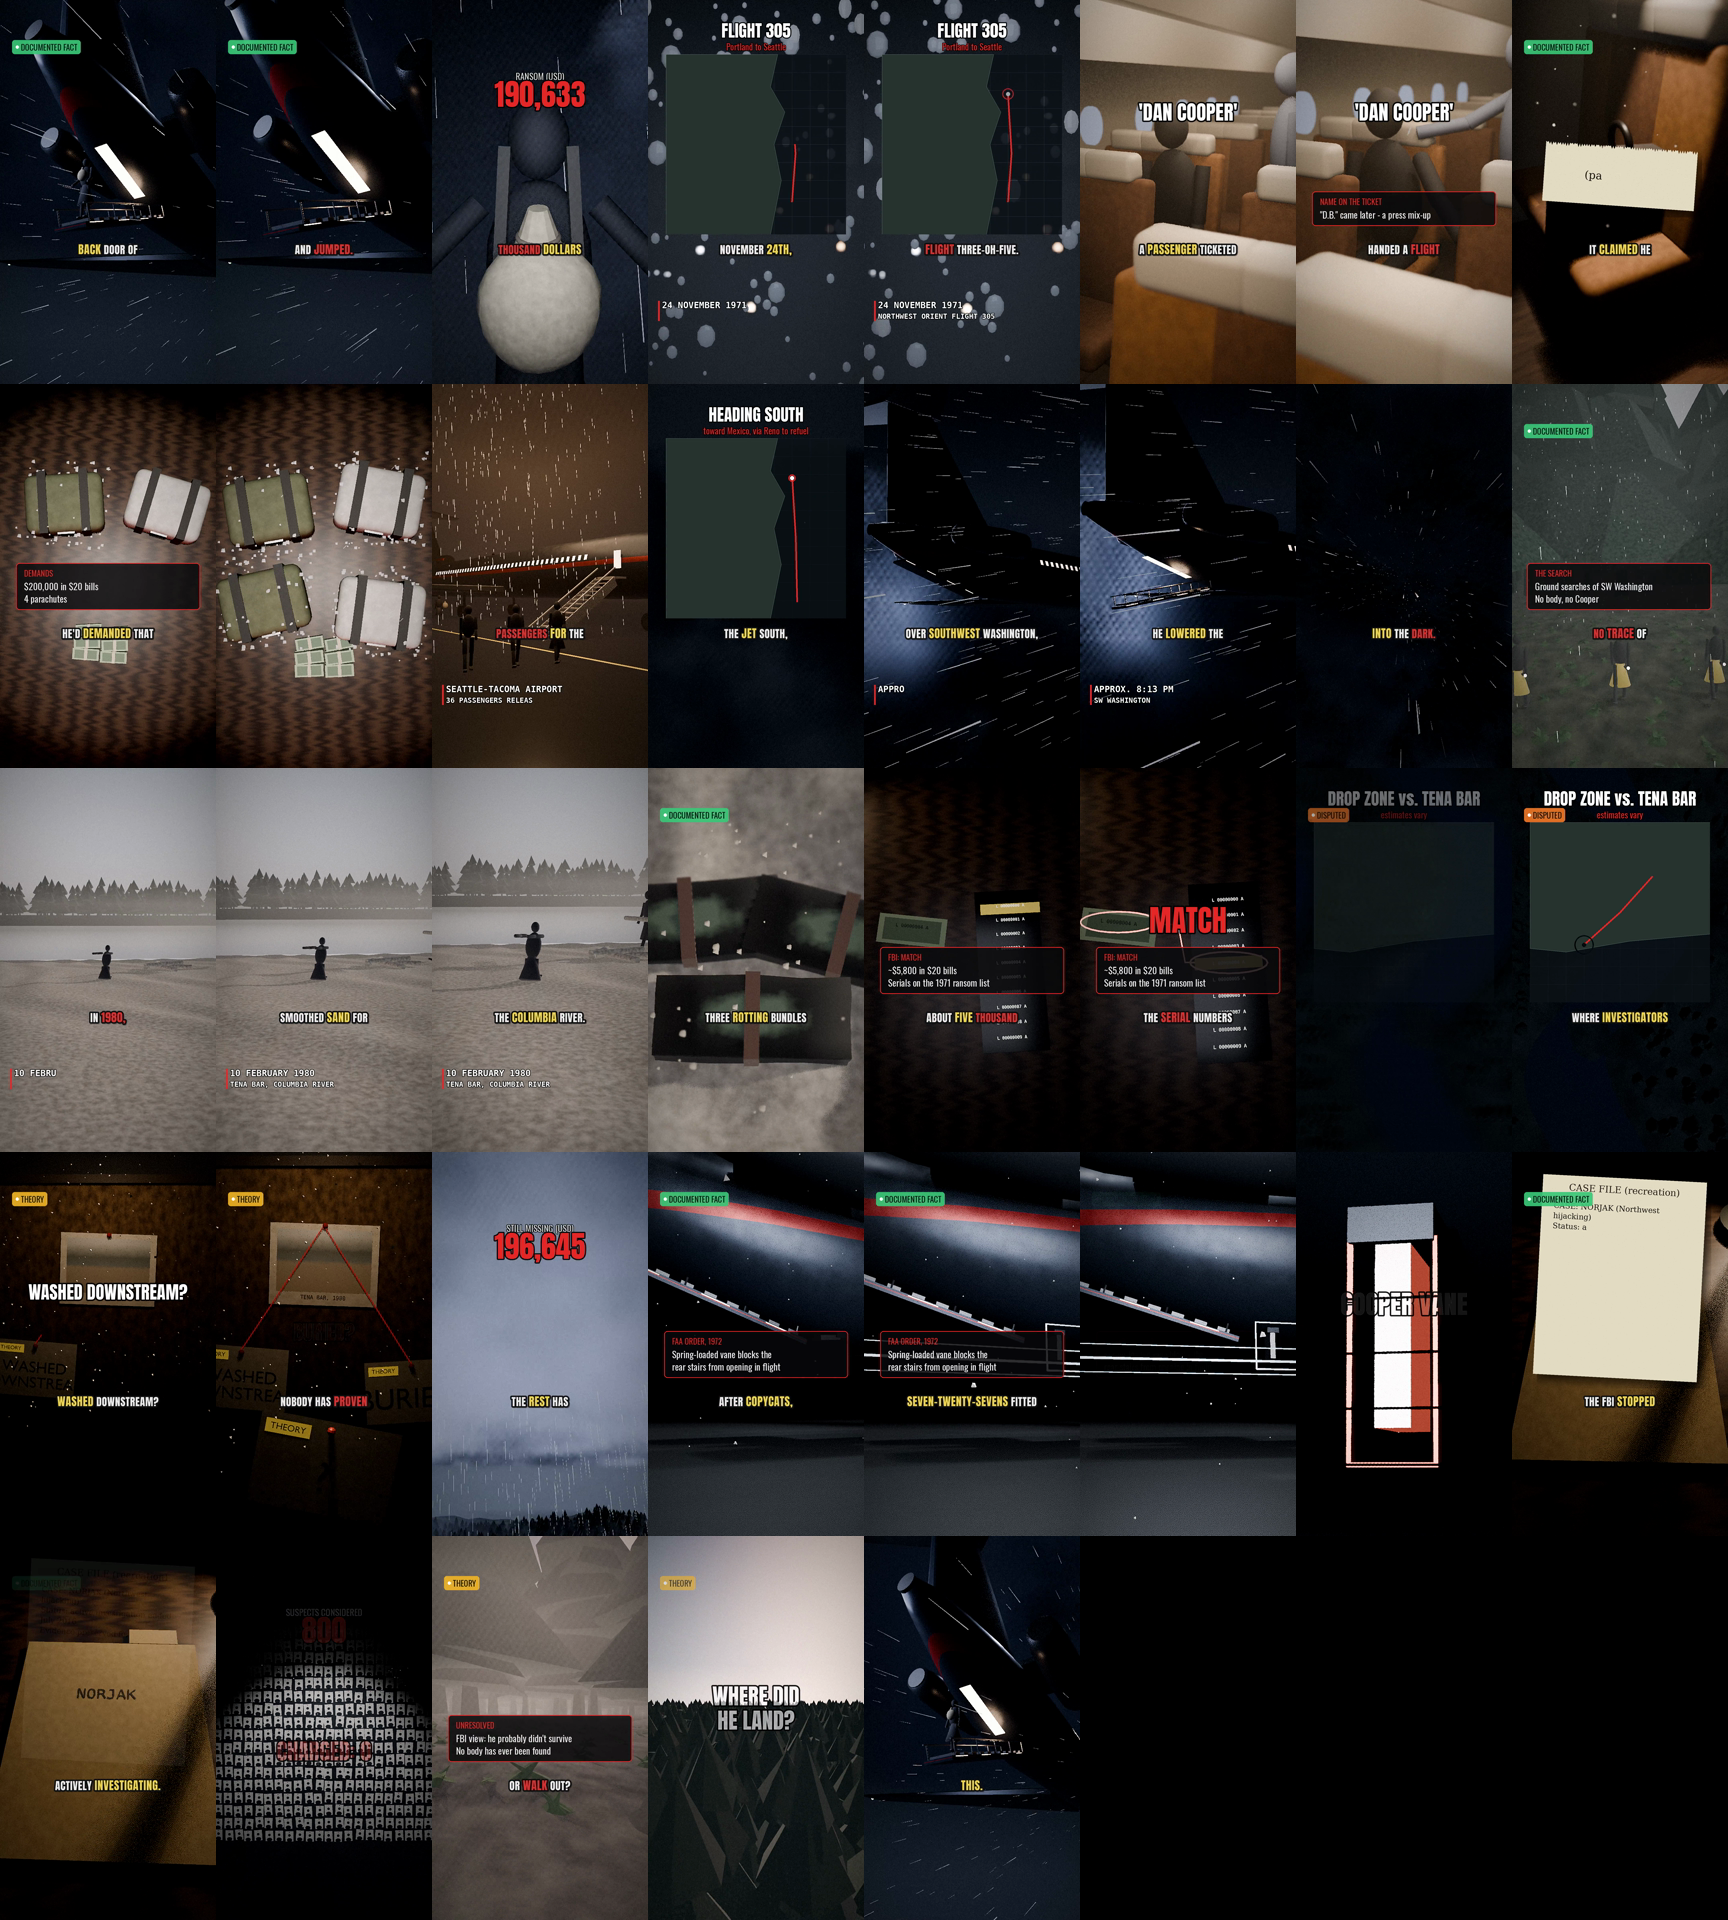 DOCUMENTED FACT
BACK DOOR OF
DOCUMENTED FACT
AND JUMPED.
RANSOM (USD)
190,633
THOUSAND DOLLARS
FLIGHT 305
Portland to Seattle
NOVEMBER 24TH,
24 NOVEMBER 1971
FLIGHT 305
Portland to Seattle
FLIGHT THREE-OH-FIVE.
24 NOVEMBER 1971
NORTHWEST ORIENT FLIGHT 305
'DAN COOPER'
A PASSENGER TICKETED
'DAN COOPER'
NAME ON THE TICKET
"D.B." came later - a press mix-up
HANDED A FLIGHT
DOCUMENTED FACT
(pa
IT CLAIMED HE
DEMANDS
$200,000 in $20 bills
4 parachutes
HE'D DEMANDED THAT
PASSENGERS FOR THE
SEATTLE-TACOMA AIRPORT
36 PASSENGERS RELEAS
HEADING SOUTH
toward Mexico, via Reno to refuel
THE JET SOUTH,
OVER SOUTHWEST WASHINGTON,
APPRO
HE LOWERED THE
APPROX. 8:13 PM
SW WASHINGTON
INTO THE DARK.
DOCUMENTED FACT
THE SEARCH
Ground searches of SW Washington
No body, no Cooper
NO TRACE OF
IN 1980,
10 FEBRU
SMOOTHED SAND FOR
10 FEBRUARY 1980
TENA BAR, COLUMBIA RIVER
THE COLUMBIA RIVER.
10 FEBRUARY 1980
TENA BAR, COLUMBIA RIVER
DOCUMENTED FACT
THREE ROTTING BUNDLES
FBI: MATCH
~$5,800 in $20 bills
Serials on the 1971 ransom list
ABOUT FIVE THOUSAND,
MATCH
FBI: MATCH
~$5,800 in $20 bills
Serials on the 1971 ransom list
THE SERIAL NUMBERS
DROP ZONE vs. TENA BAR
DISPUTED
estimates vary
DROP ZONE vs. TENA BAR
DISPUTED
estimates vary
WHERE INVESTIGATORS
THEORY
WASHED DOWNSTREAM?
WASHED
WASHED DOWNSTREAM?
THEORY
TENA BAR, 1980
THEORY
NOBODY HAS PROVEN
THEORY
STILL MISSING (USD)
196,645
THE REST HAS
DOCUMENTED FACT
FAA ORDER, 1972
Spring-loaded vane blocks the
rear stairs from opening in flight
AFTER COPYCATS,
DOCUMENTED FACT
FAA ORDER, 1972
Spring-loaded vane blocks the
rear stairs from opening in flight
SEVEN-TWENTY-SEVENS FITTED
COOPER VANE
CASE FILE (recreation)
DOCUMENTED FACT
CASE: NORJAK (Northwest
hijacking)
Status: a
THE FBI STOPPED
NORJAK
ACTIVELY INVESTIGATING.
SUSPECTS CONSIDERED
800
THEORY
UNRESOLVED
FBI view: he probably didn't survive
No body has ever been found
OR WALK OUT?
THEORY
WHERE DID
HE LAND?
THIS.